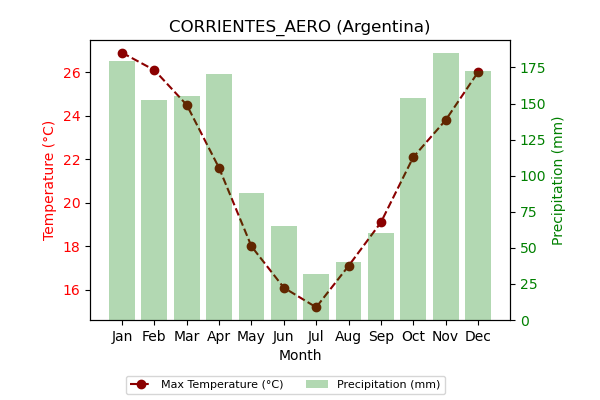 CORRIENTES_AERO (Argentina)
Temperature (°C)
26
24
22
20
18
16
175
150
125
100
75
50
25
0
Precipitation (mm)
Jan Feb Mar Apr May Jun Jul Aug Sep Oct Nov Dec
Month
Max Temperature (°C) Precipitation (mm)